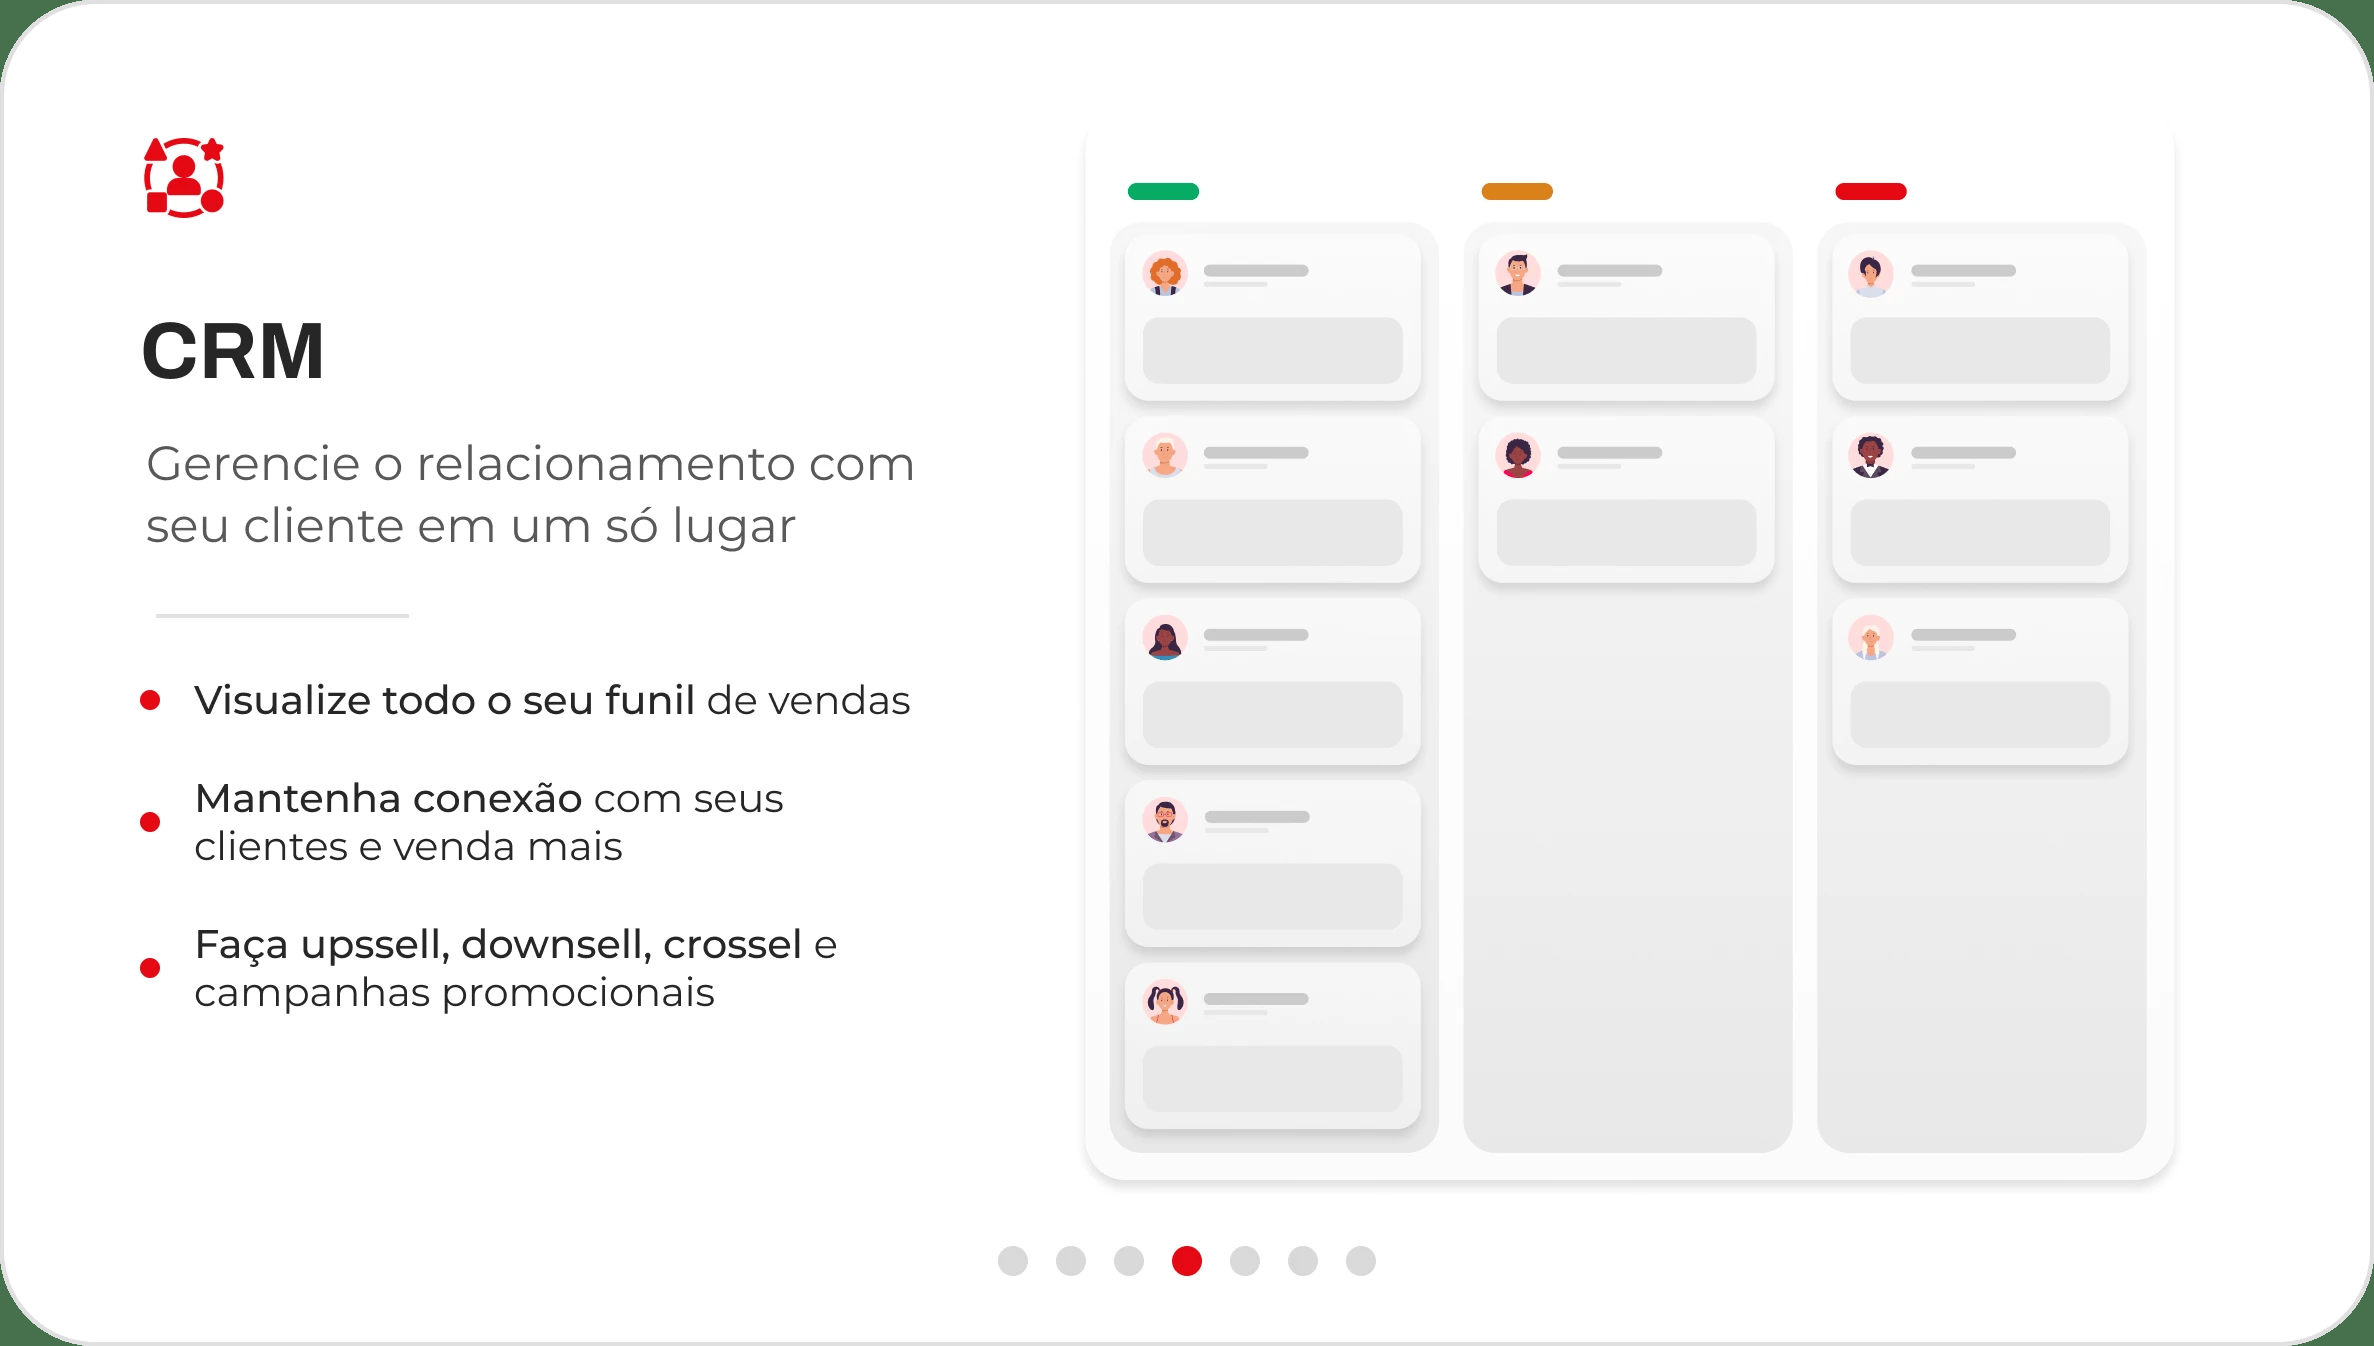 CRM
Gerencie o relacionamento com
seu cliente em um só lugar
Visualize todo o seu funil de vendas
Mantenha conexão com seus
clientes e venda mais
Faça upssell, downsell, crossel e
campanhas promocionais